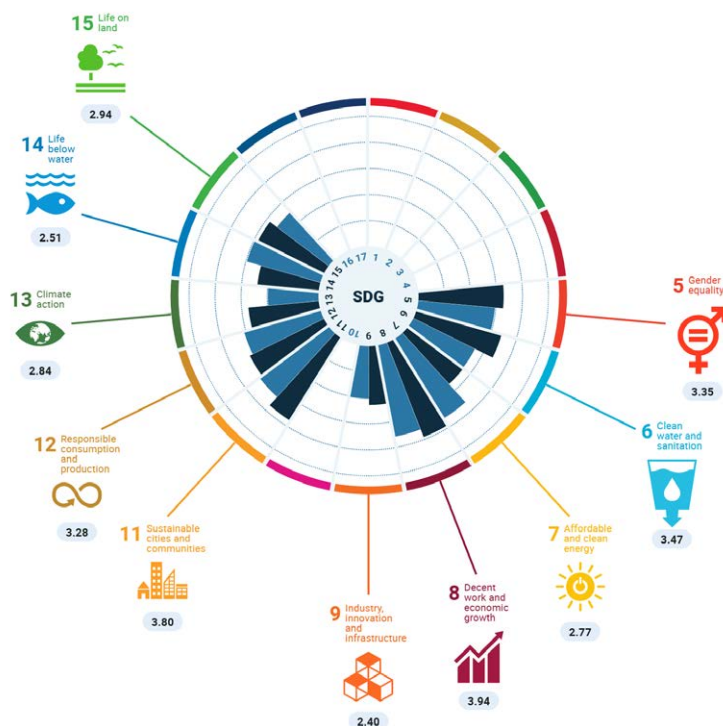 15 Life on
land
2.94
14 Life
below
water
2.51
13 Climate
action
2.84
12 Responsible
consumption
and
production
3.28
11 Sustainable
cities and
communities
3.80
9 Industry,
innovation
and
infrastructure
2.40
8 Decent
work and
economic
growth
3.94
7 Affordable
and clean
energy
2.77
6 Clean
water and
sanitation
3.47
5 Gender
equality
3.35
SDG
1
2
3
4
5
6
7
8
9
10
11
12
13
14
15
16
17